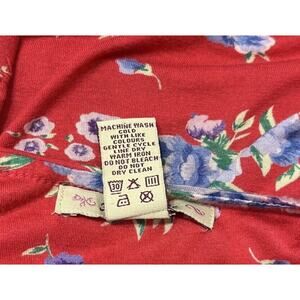 MACHINE WASH
COLD
WITH LIKE
COLOURS
GENTLE CYCLE
LINE DRY
WARM IRON
DO NOT BLEACH
DO NOT
DRY CLEAN
30